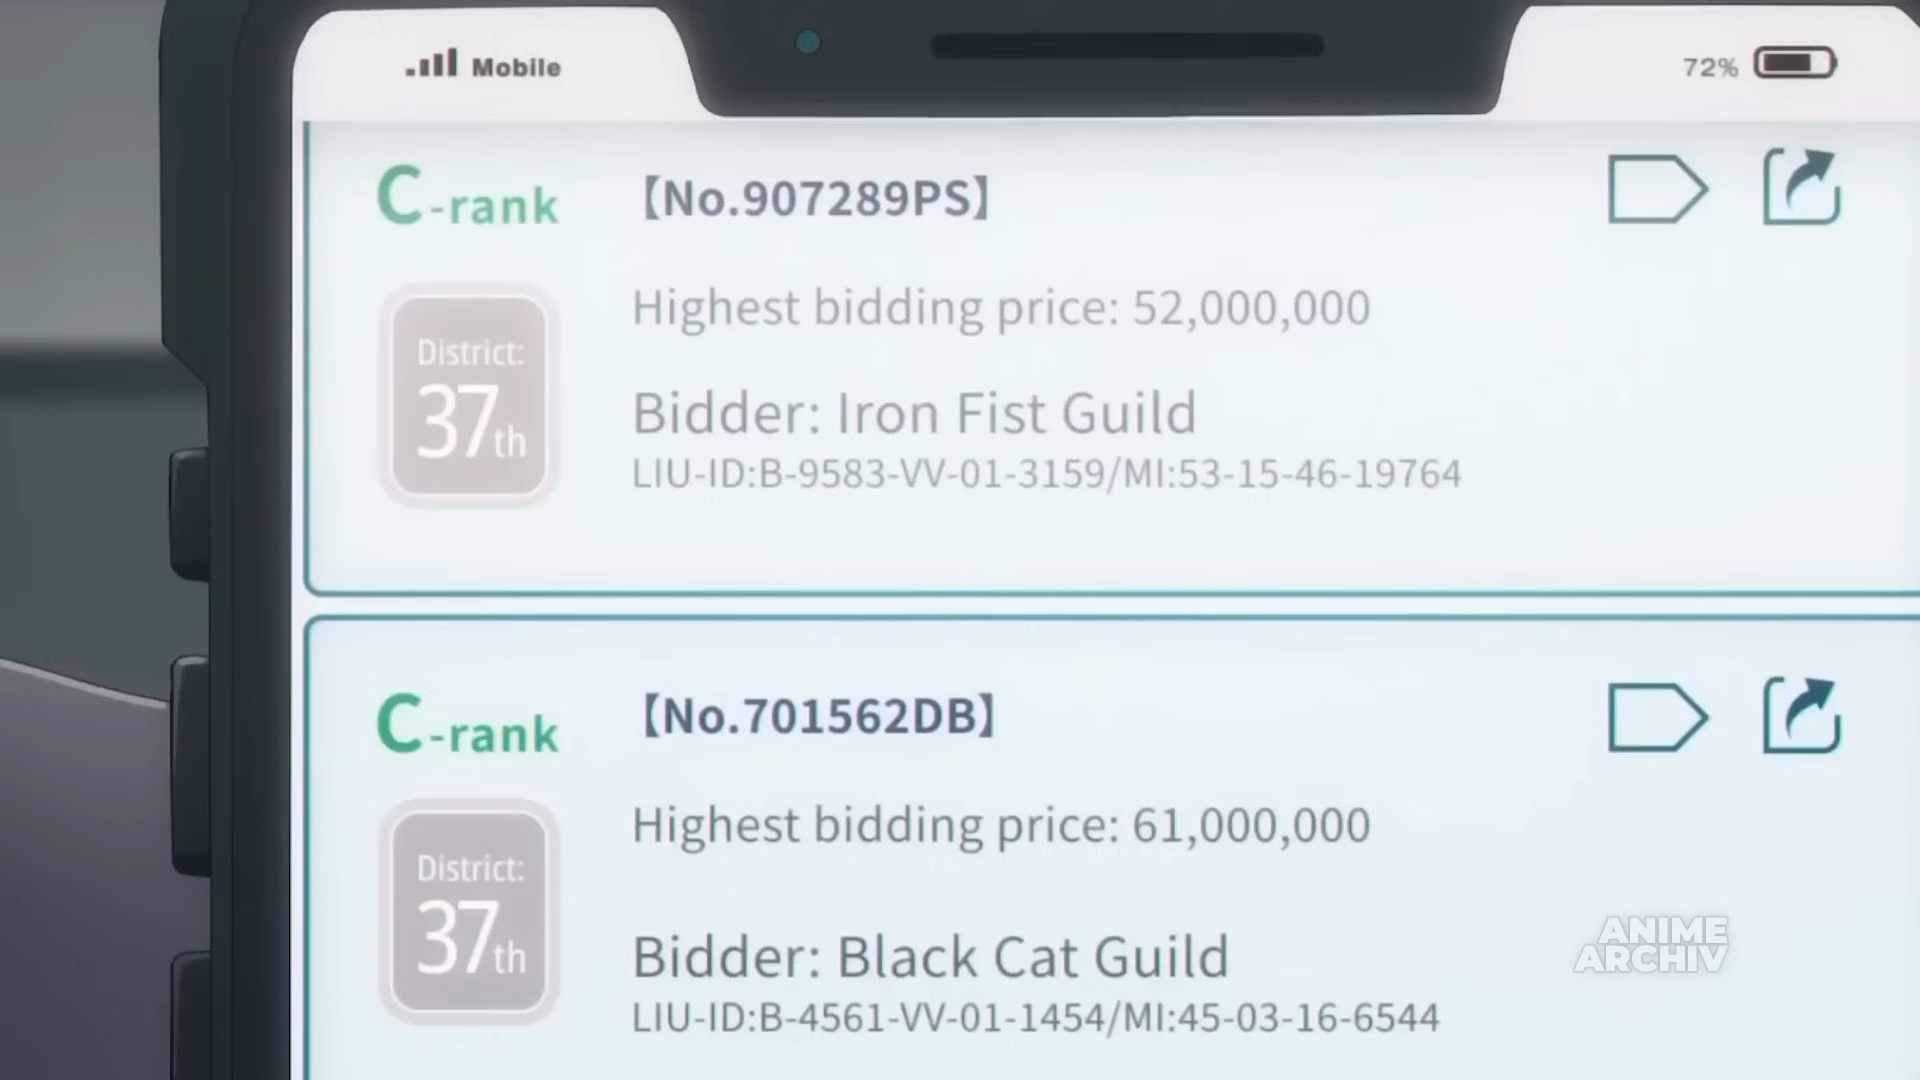 Mobile
72%
C-rank
【No.907289PS】
Highest bidding price: 52,000,000
District:
37th
Bidder: Iron Fist Guild
LIU-ID:B-9583-VV-01-3159/MI:53-15-46-19764
C-rank
【No.701562DB】
Highest bidding price: 61,000,000
District:
37th
Bidder: Black Cat Guild
LIU-ID:B-4561-VV-01-1454/MI:45-03-16-6544
ANIME
ARCHIV